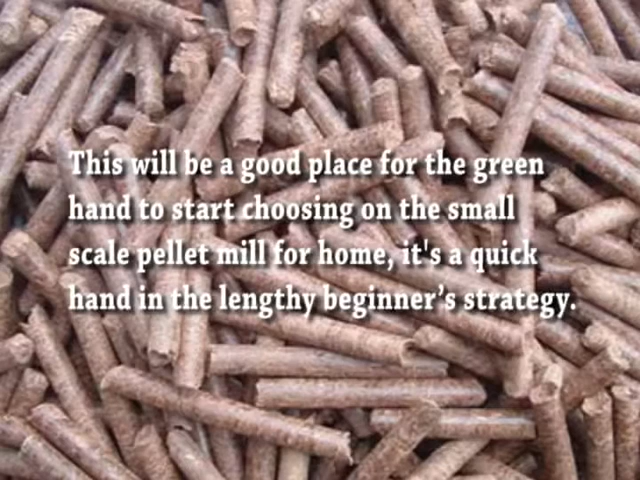 This will be a good place for the green
hand to start choosing on the small
scale pellet mill for home, it's a quick
hand in the lengthy beginner’s strategy.